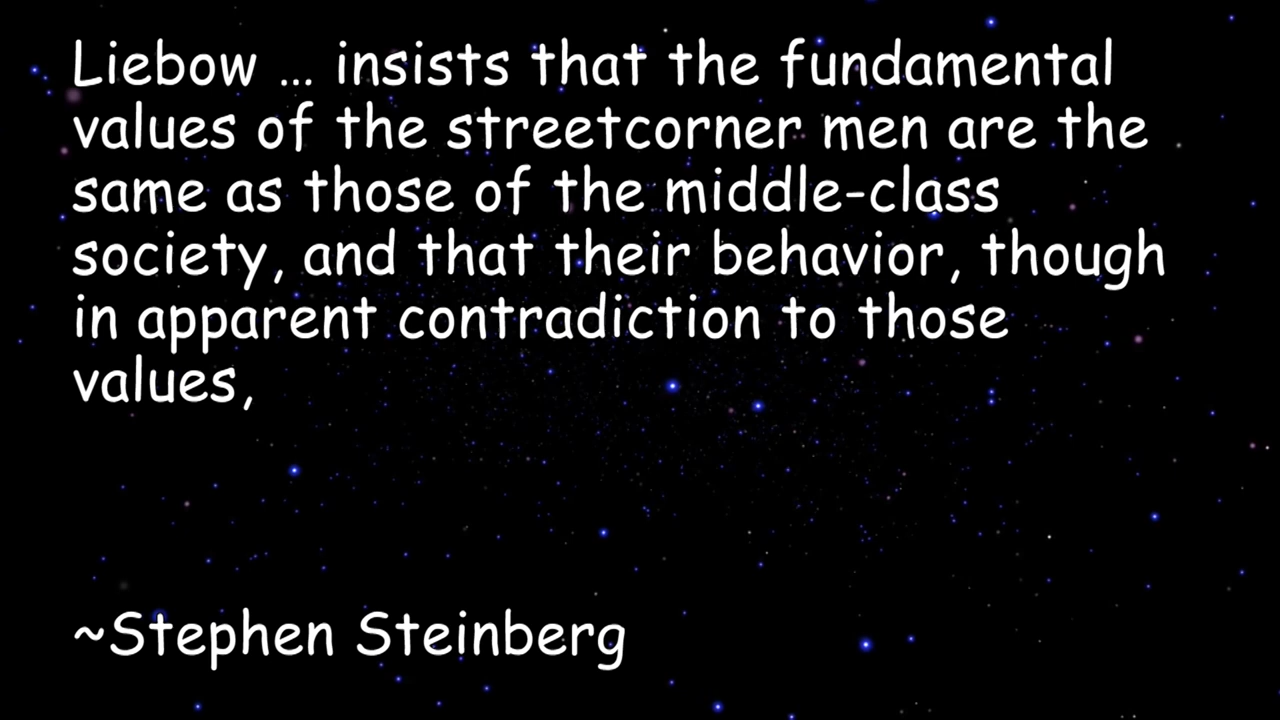 Liebow … insists that the fundamental
values of the streetcorner men are the
same as those of the middle-class
society, and that their behavior, though
in apparent contradiction to those
values,
~Stephen Steinberg